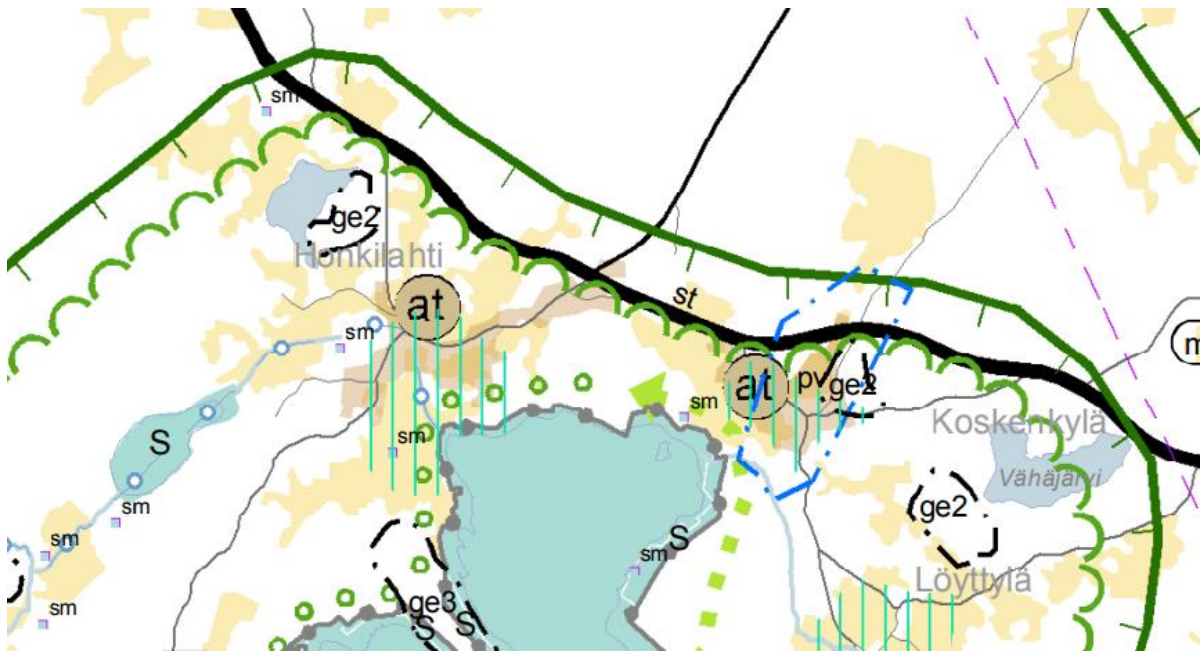 sm
ge2
Honkilahti
at
st
sm
at
pv
ge2
sm
Koskenkylä
S
sm
Vähäjärvi
sm
ge2
sm
sm
S
Löyttylä
sm
ge3
S
S
m